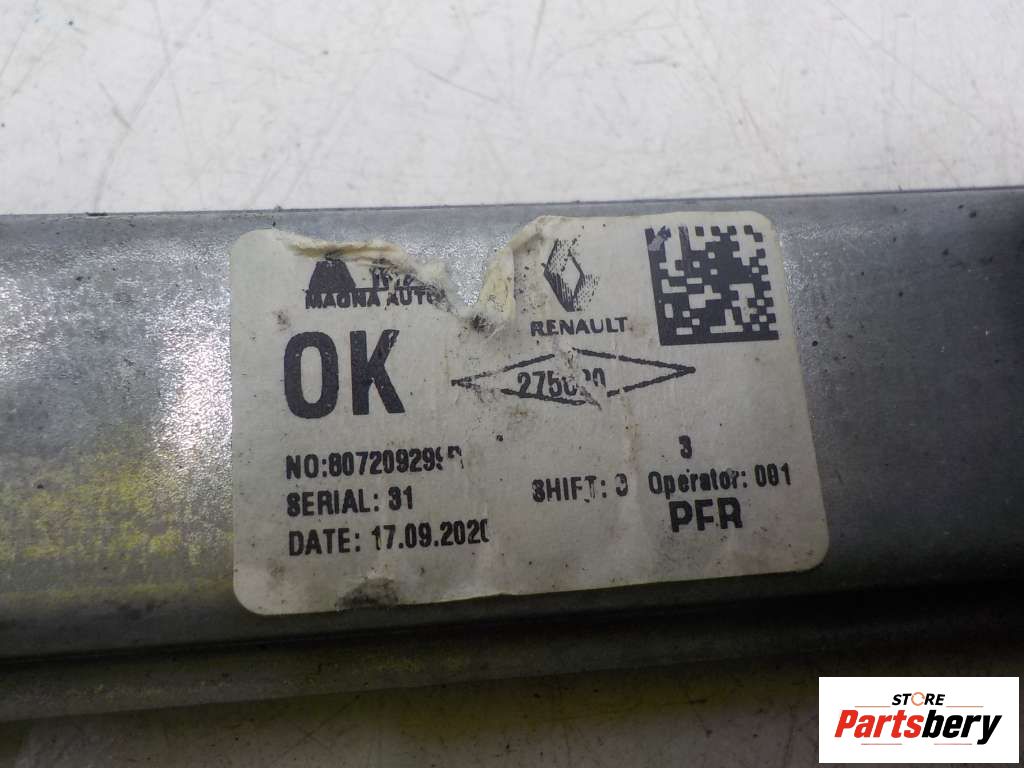 MAGNA AUTO
RENAULT
OK
NO:807209299R
SERIAL: 31
SHIFT: 3 Operator: 001
3
DATE: 17.09.2020
PFR
STORE
Partsbery